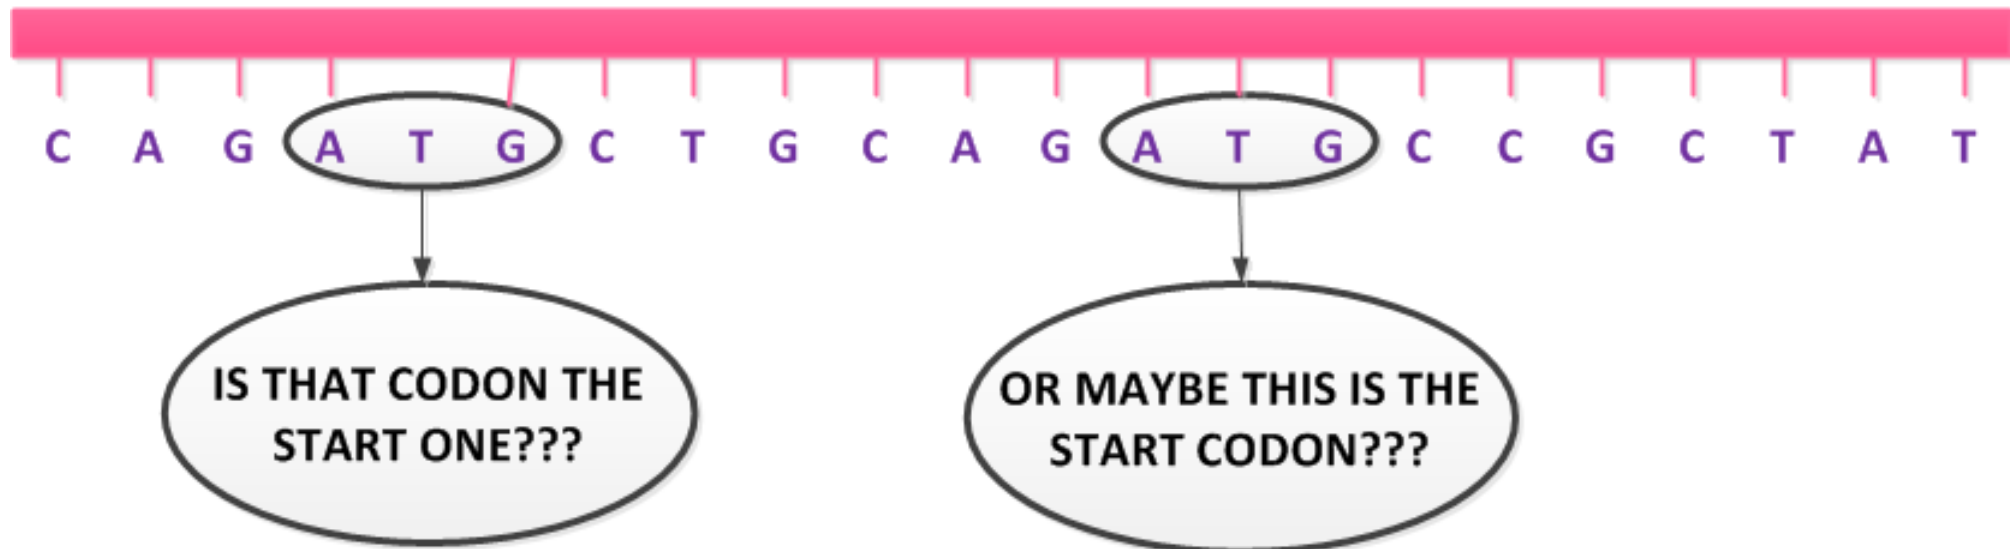 C A G A T G C T G C A G A T G C C G C T A T
IS THAT CODON THE
START ONE???
OR MAYBE THIS IS THE
START CODON???